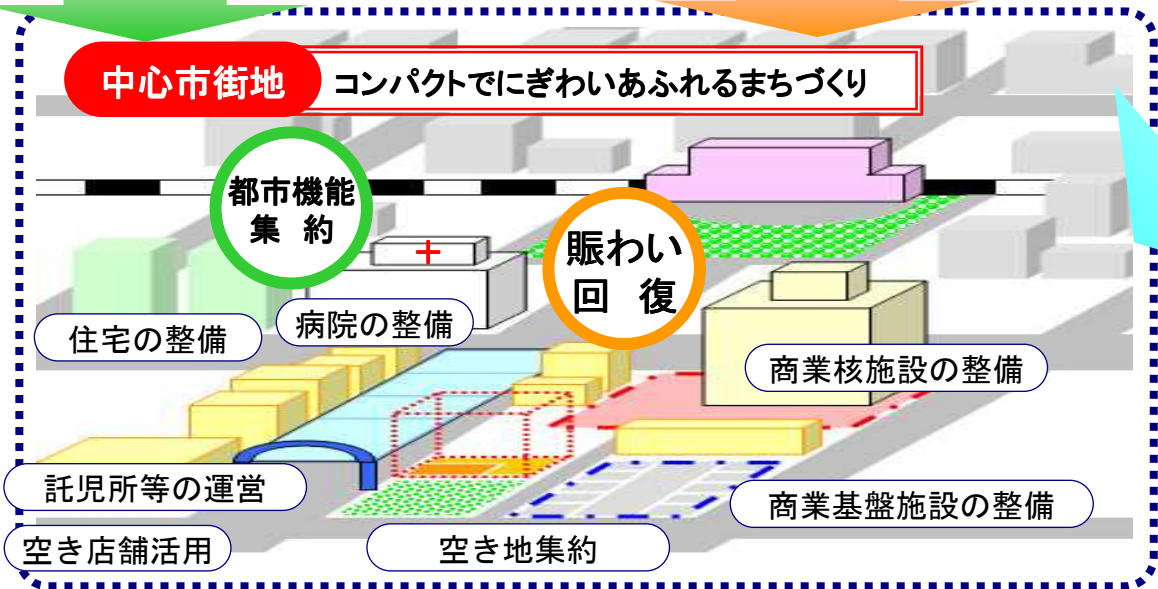 中心市街地
コンパクトでにぎわいあふれるまちづくり
都市機能
集 約
賑わい
回 復
住宅の整備
病院の整備
商業核施設の整備
託児所等の運営
商業基盤施設の整備
空き店舗活用
空き地集約